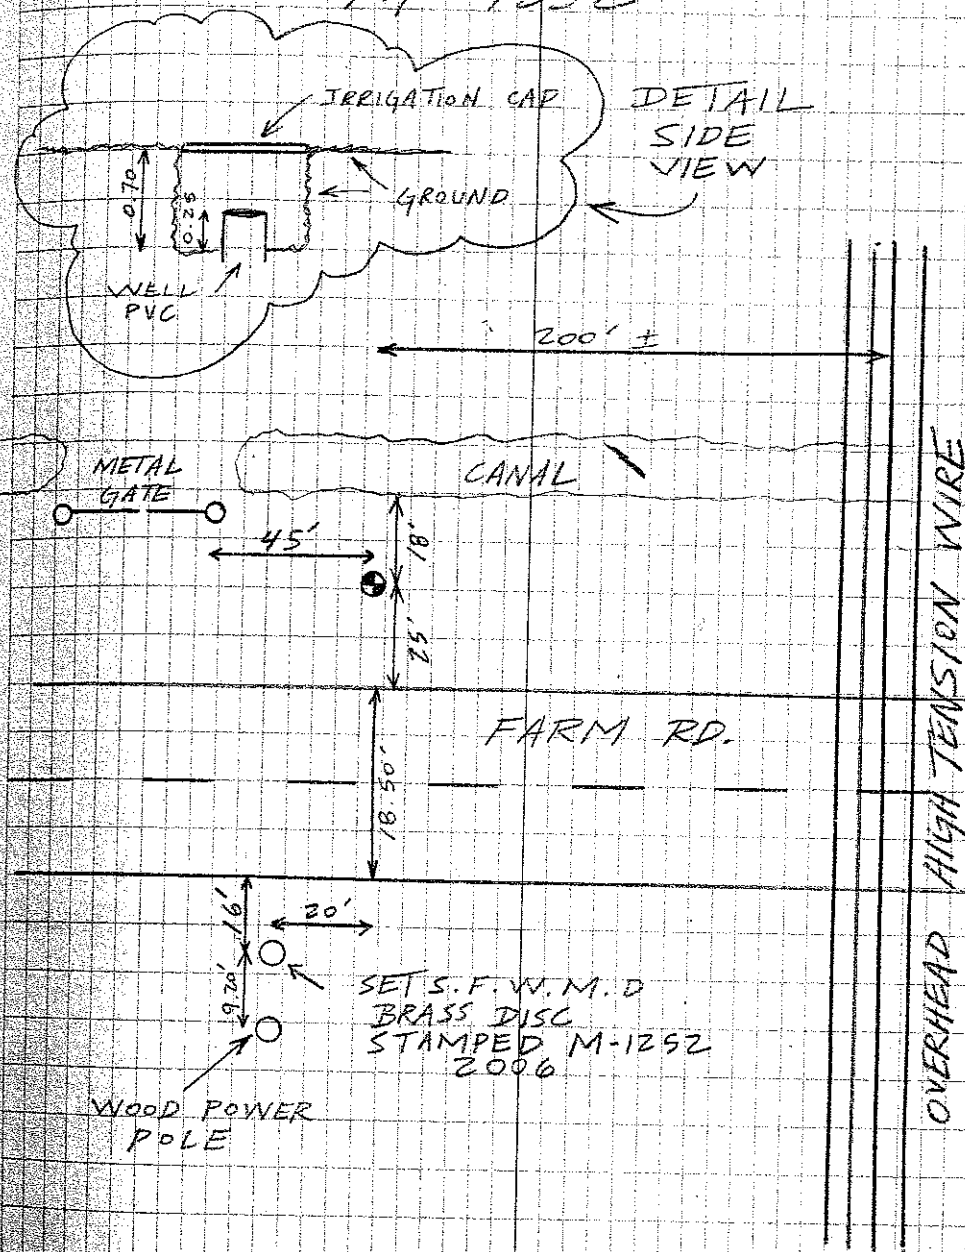 IRRIGATION CAP
DETAIL
SIDE
VIEW
0.70
0.25
GROUND
WELL
PVC
200' ±
METAL
GATE
CANAL
45'
18'
25'
FARM RD.
18.50'
16'
20'
9.20'
SET S.F.W.M.D
BRASS DISC
STAMPED M-1252
2006
WOOD POWER
POLE
OVERHEAD HIGH TENSION WIRE